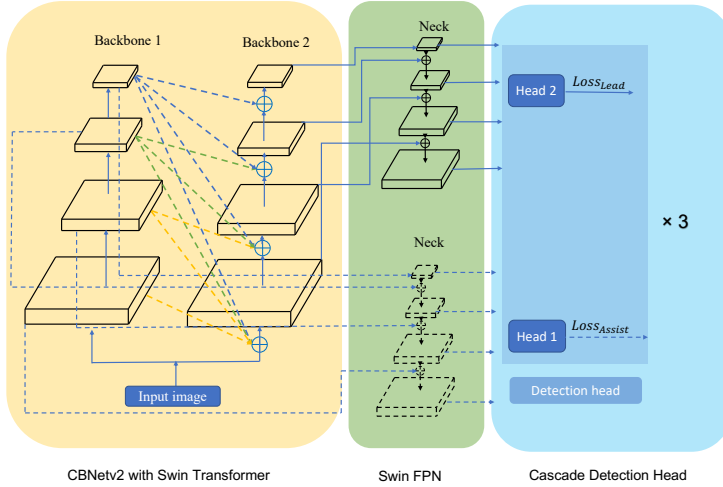 Backbone 1
Backbone 2
Neck
Head 2
Loss_Lead
× 3
Neck
Head 1
Loss_Assist
Input image
Detection head
CBNetv2 with Swin Transformer
Swin FPN
Cascade Detection Head